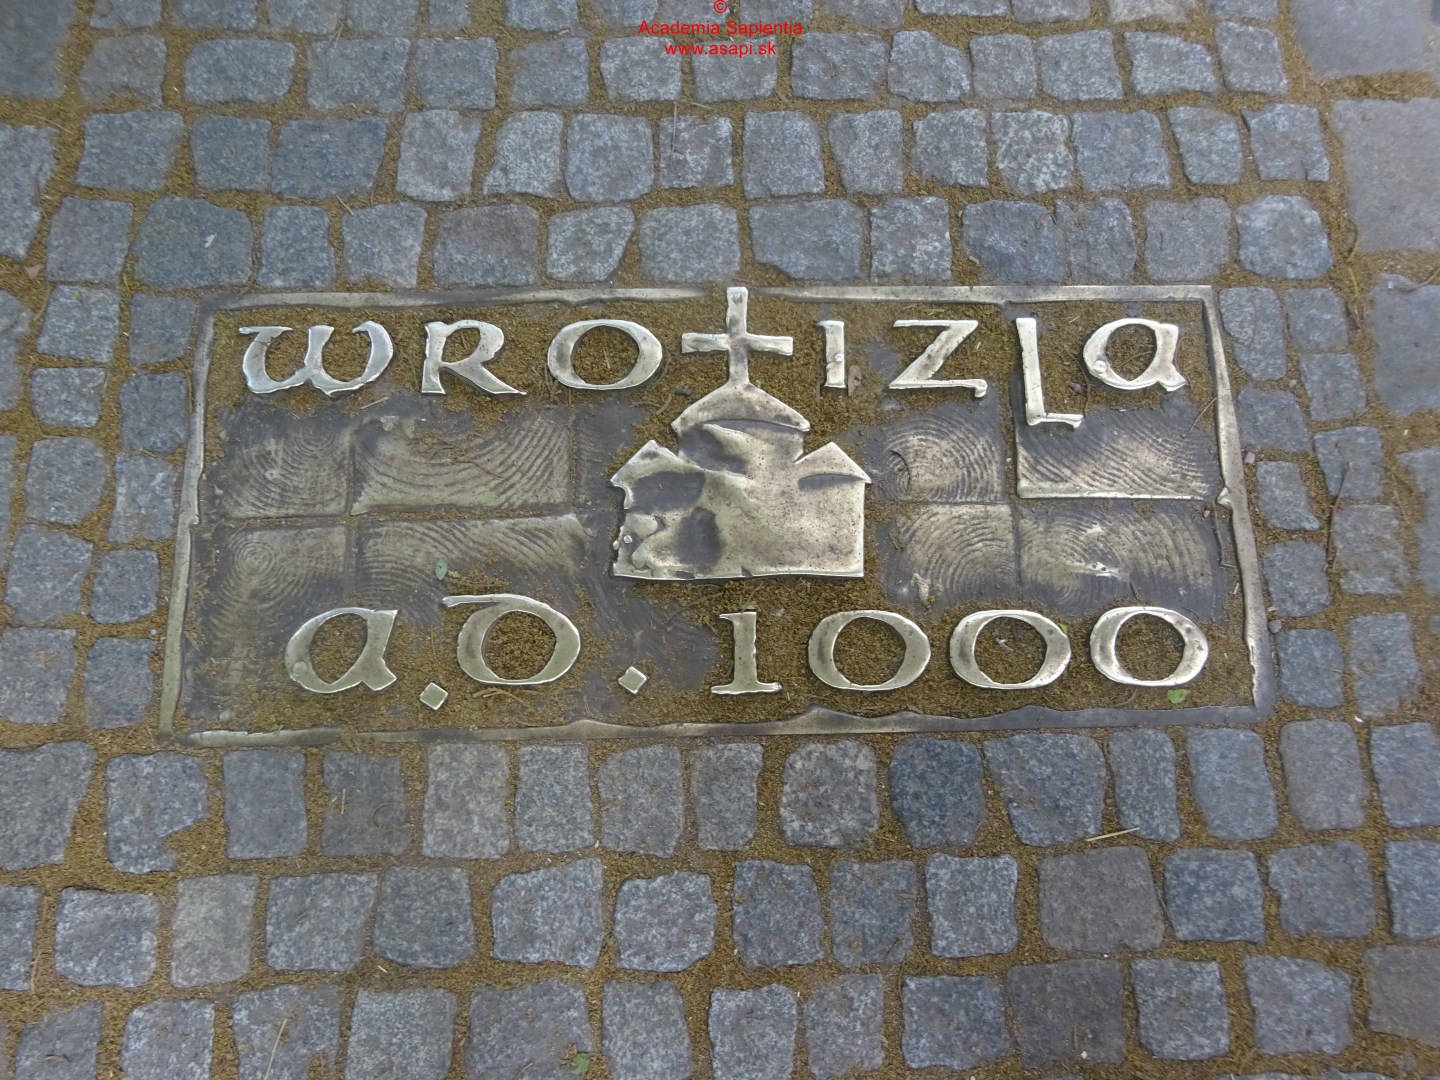 ©
Academia Sapientia
www.asapi.sk
WROTIZLA
A.D. 1000